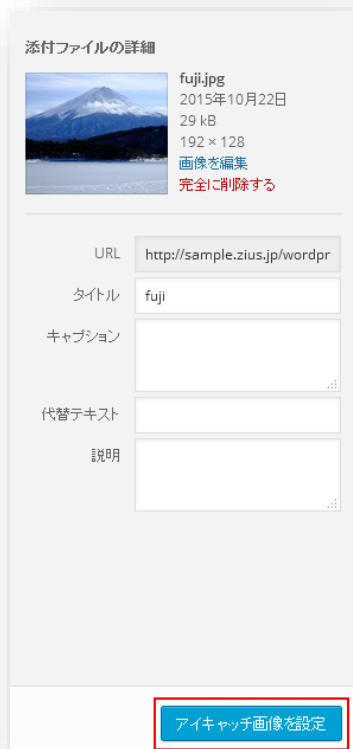 添付ファイルの詳細
fuji.jpg
2015年10月22日
29 kB
192 × 128
画像を編集
完全に削除する
URL http://sample.zius.jp/wordpr
タイトル fuji
キャプション
代替テキスト
説明
アイキャッチ画像を設定